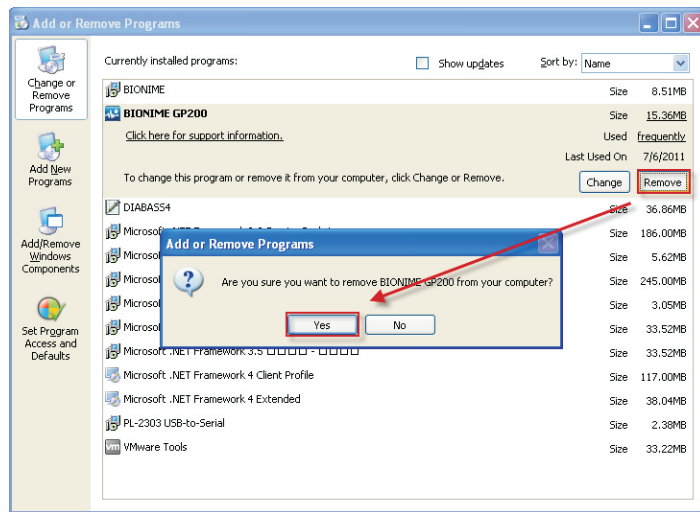 Add or Remove Programs
Change or
Remove
Programs
Add New
Programs
Add/Remove
Windows
Components
Set Program
Access and
Defaults
Currently installed programs:
Show updates
Sort by: Name
BIONIME Size 8.51MB
BIONIME GP200 Size 15.36MB
Click here for support information. Used frequently
Last Used On 7/6/2011
To change this program or remove it from your computer, click Change or Remove.
Change Remove
DIABASS4 Size 36.86MB
Size 186.00MB
Size 5.62MB
Size 245.00MB
Size 3.05MB
Size 33.52MB
Microsoft .NET Framework 3.5 □□□□ - □□□□ Size 33.52MB
Microsoft .NET Framework 4 Client Profile Size 117.00MB
Microsoft .NET Framework 4 Extended Size 38.04MB
PL-2303 USB-to-Serial Size 2.38MB
VMware Tools Size 33.22MB
Add or Remove Programs
Are you sure you want to remove BIONIME GP200 from your computer?
Yes No